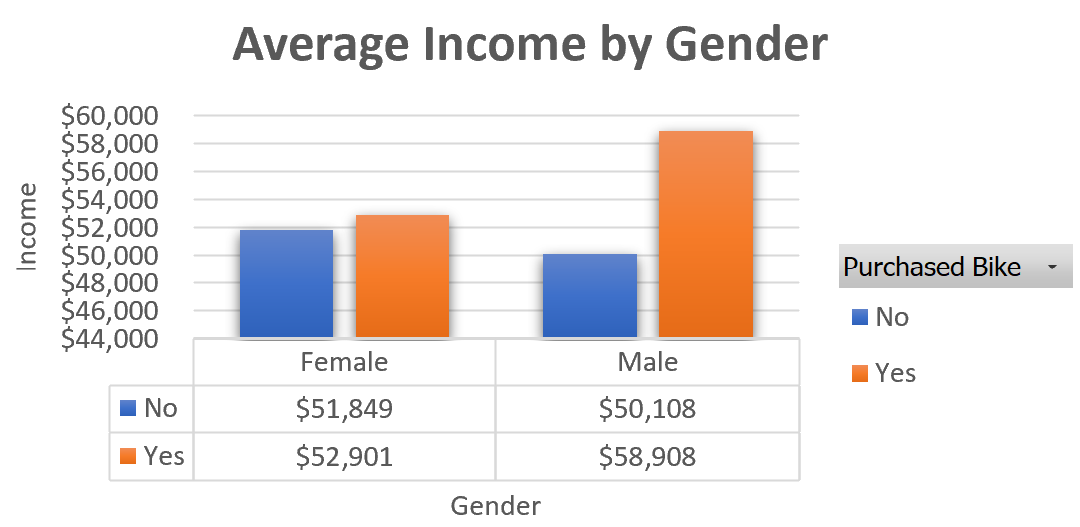 Average Income by Gender
$60,000
$58,000
$56,000
$54,000
$52,000
$50,000
$48,000
$46,000
$44,000
Income
Female Male
No $51,849 $50,108
Yes $52,901 $58,908
Gender
Purchased Bike
No
Yes